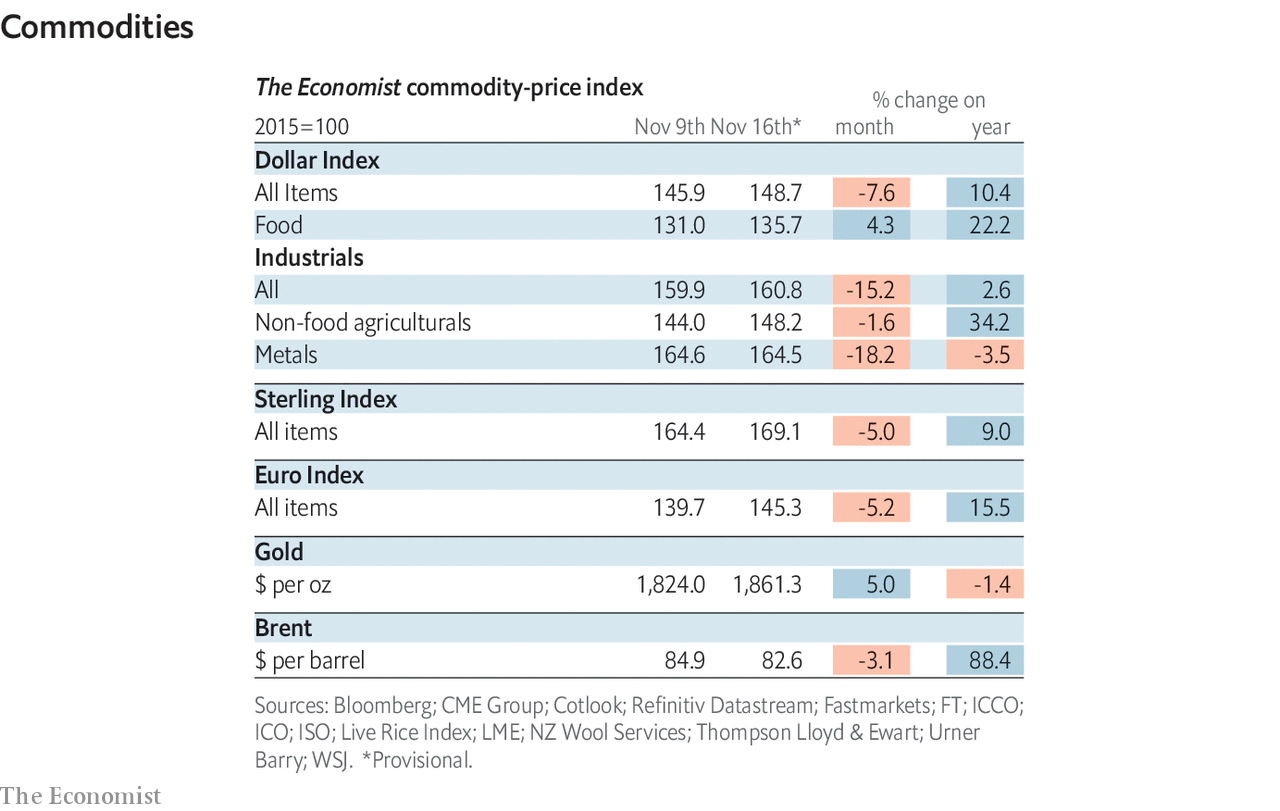 Commodities
The Economist commodity-price index
% change on
2015=100 Nov 9th Nov 16th* month year
Dollar Index
All Items 145.9 148.7 -7.6 10.4
Food 131.0 135.7 4.3 22.2
Industrials
All 159.9 160.8 -15.2 2.6
Non-food agriculturals 144.0 148.2 -1.6 34.2
Metals 164.6 164.5 -18.2 -3.5
Sterling Index
All items 164.4 169.1 -5.0 9.0
Euro Index
All items 139.7 145.3 -5.2 15.5
Gold
$ per oz 1,824.0 1,861.3 5.0 -1.4
Brent
$ per barrel 84.9 82.6 -3.1 88.4
Sources: Bloomberg; CME Group; Cotlook; Refinitiv Datastream; Fastmarkets; FT; ICCO;
ICO; ISO; Live Rice Index; LME; NZ Wool Services; Thompson Lloyd & Ewart; Urner
Barry; WSJ. *Provisional.
The Economist